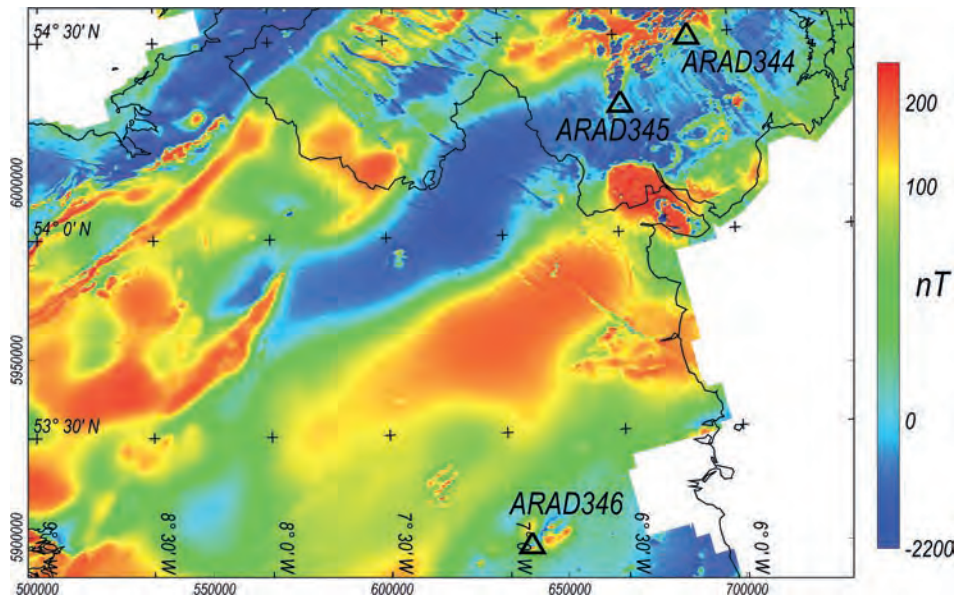 54° 30' N
ARAD344
ARAD345
200
100
6000000
54° 0' N
nT
5950000
0
53° 30' N
ARAD346
5900000
8° 30' W
8° 0' W
7° 30' W
7° 0' W
6° 30' W
6° 0' W
-2200
500000
550000
600000
650000
700000